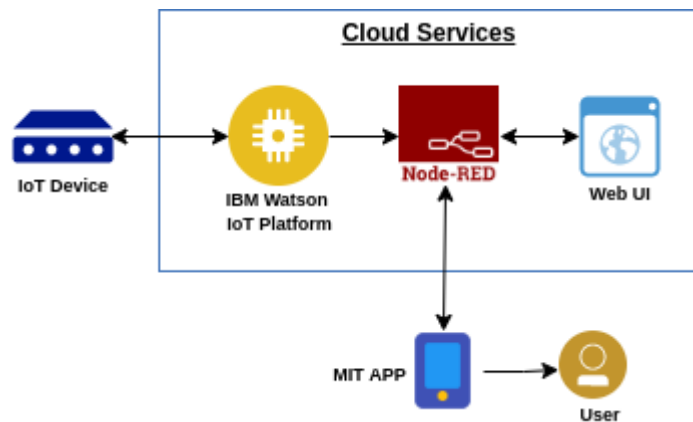 Cloud Services
IoT Device
IBM Watson
IoT Platform
Node-RED
Web UI
MIT APP
User